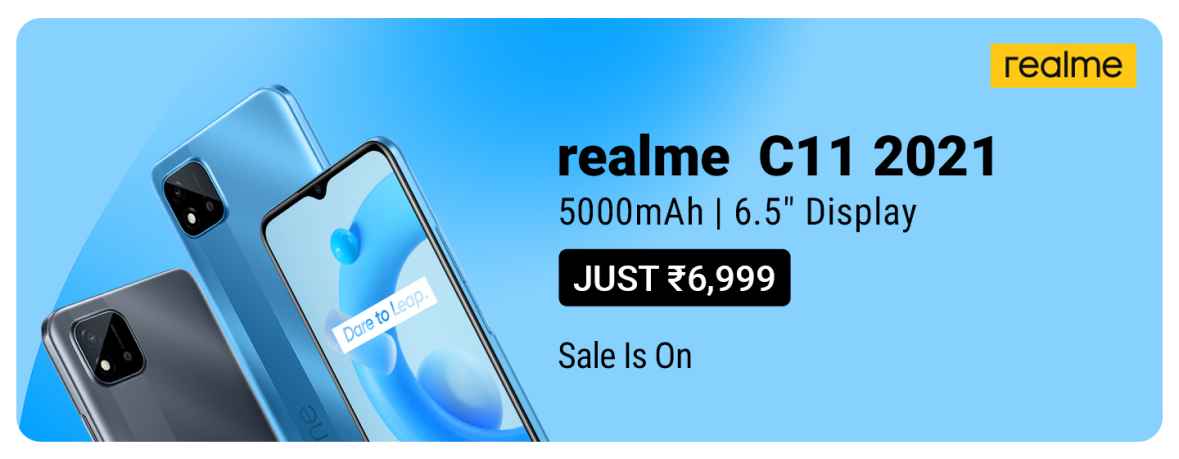 realme
realme C11 2021
5000mAh | 6.5" Display
JUST ₹6,999
Sale Is On
Dare to Leap.